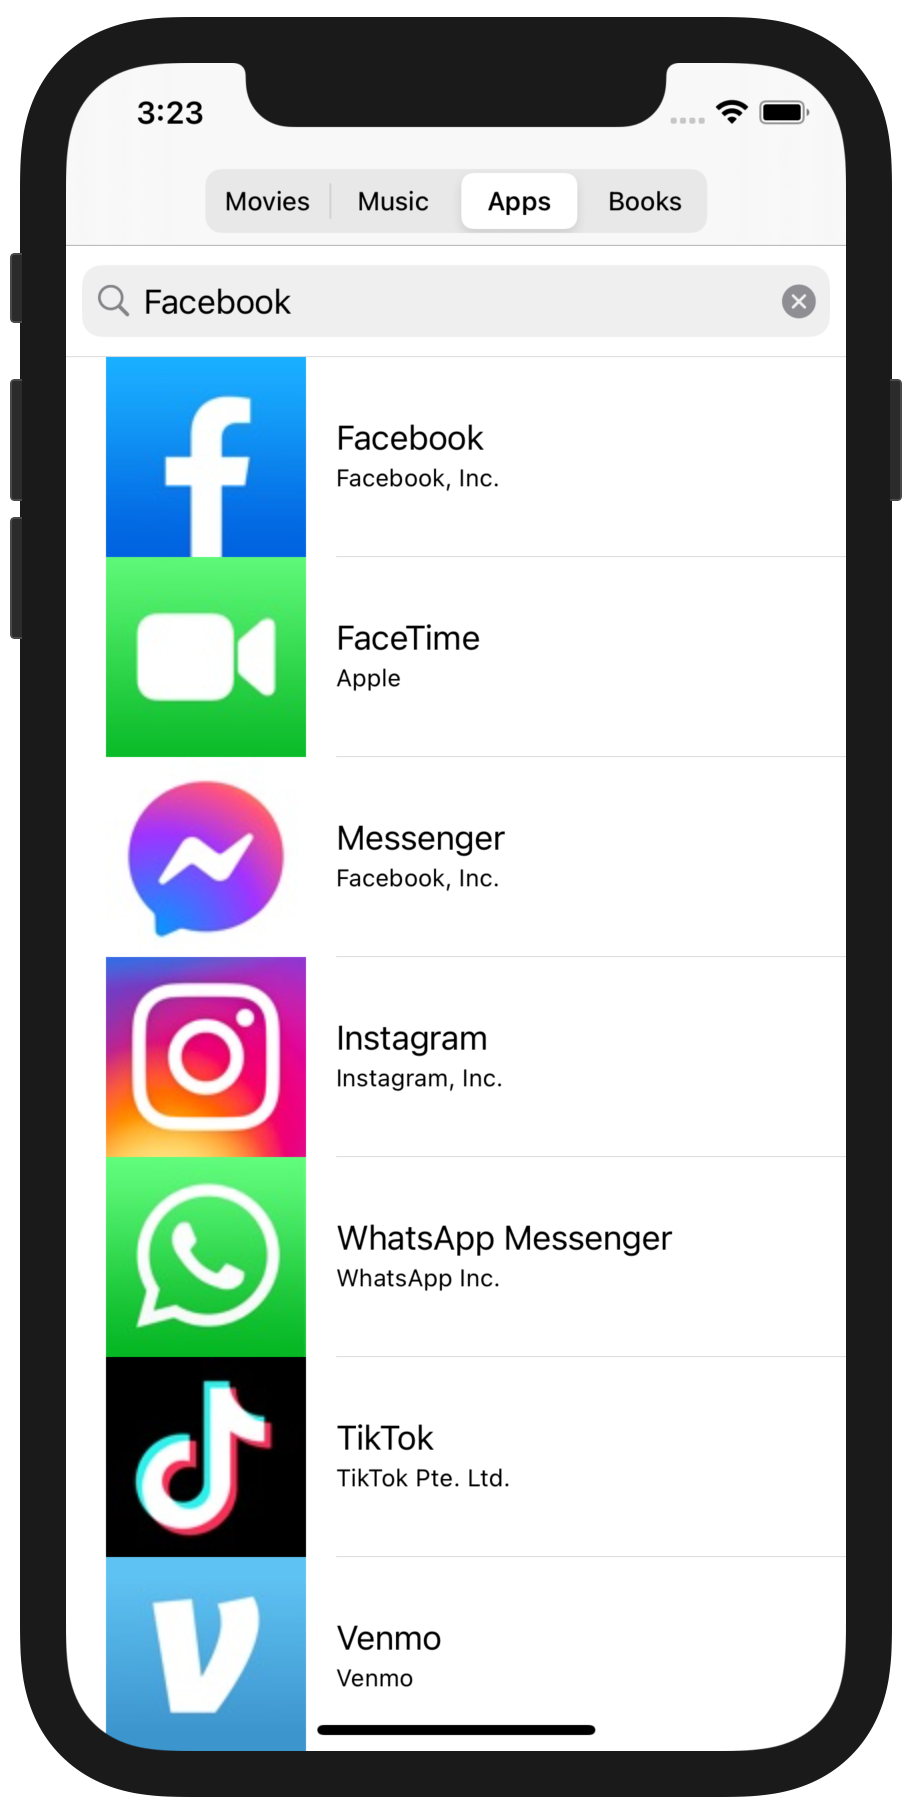 3:23
Movies Music Apps Books
Facebook
Facebook
Facebook, Inc.
FaceTime
Apple
Messenger
Facebook, Inc.
Instagram
Instagram, Inc.
WhatsApp Messenger
WhatsApp Inc.
TikTok
TikTok Pte. Ltd.
Venmo
Venmo